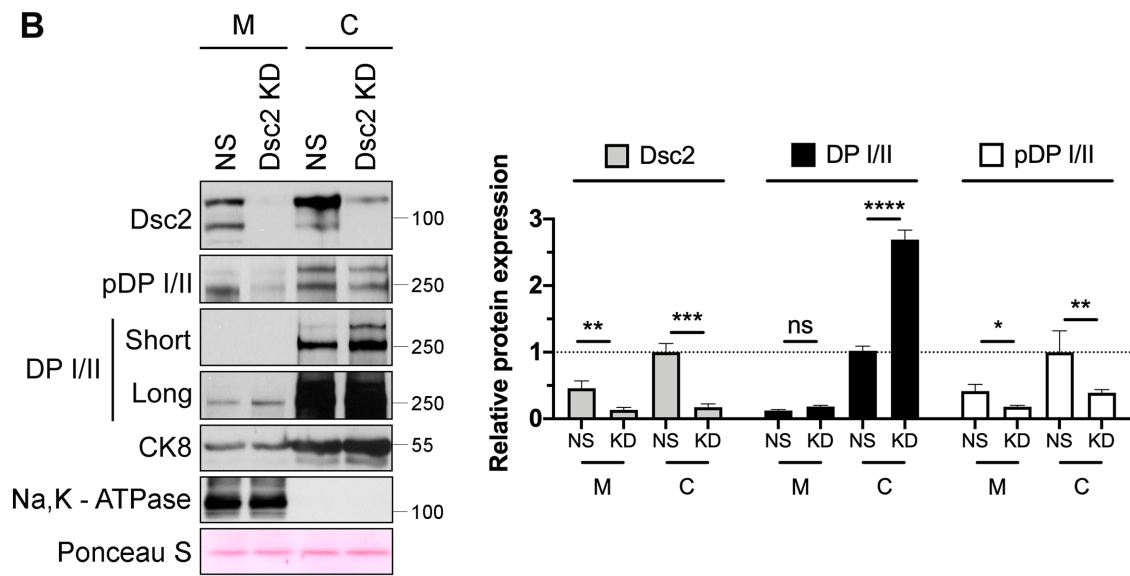 B
M C
NS Dsc2 KD NS Dsc2 KD
Dsc2 100
pDP I/II 250
DP I/II
Short 250
Long 250
CK8 55
Na,K - ATPase 100
Ponceau S
Dsc2 DP I/II pDP I/II
Relative protein expression
3
2
1
0
** *** ns **** * **
NS KD NS KD NS KD NS KD NS KD NS KD
M C M C M C